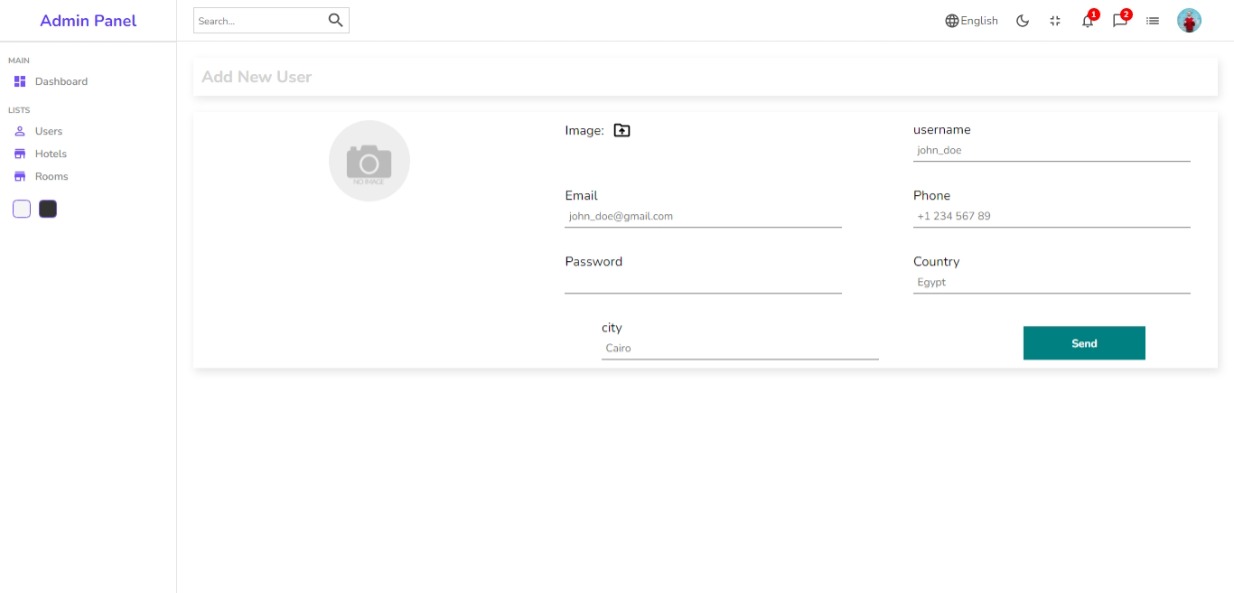 Admin Panel
Search...
English
1
2
MAIN
Dashboard
LISTS
Users
Hotels
Rooms
Add New User
NO IMAGE
Image:
username
john_doe
Email
john_doe@gmail.com
Phone
+1 234 567 89
Password
Country
Egypt
city
Cairo
Send